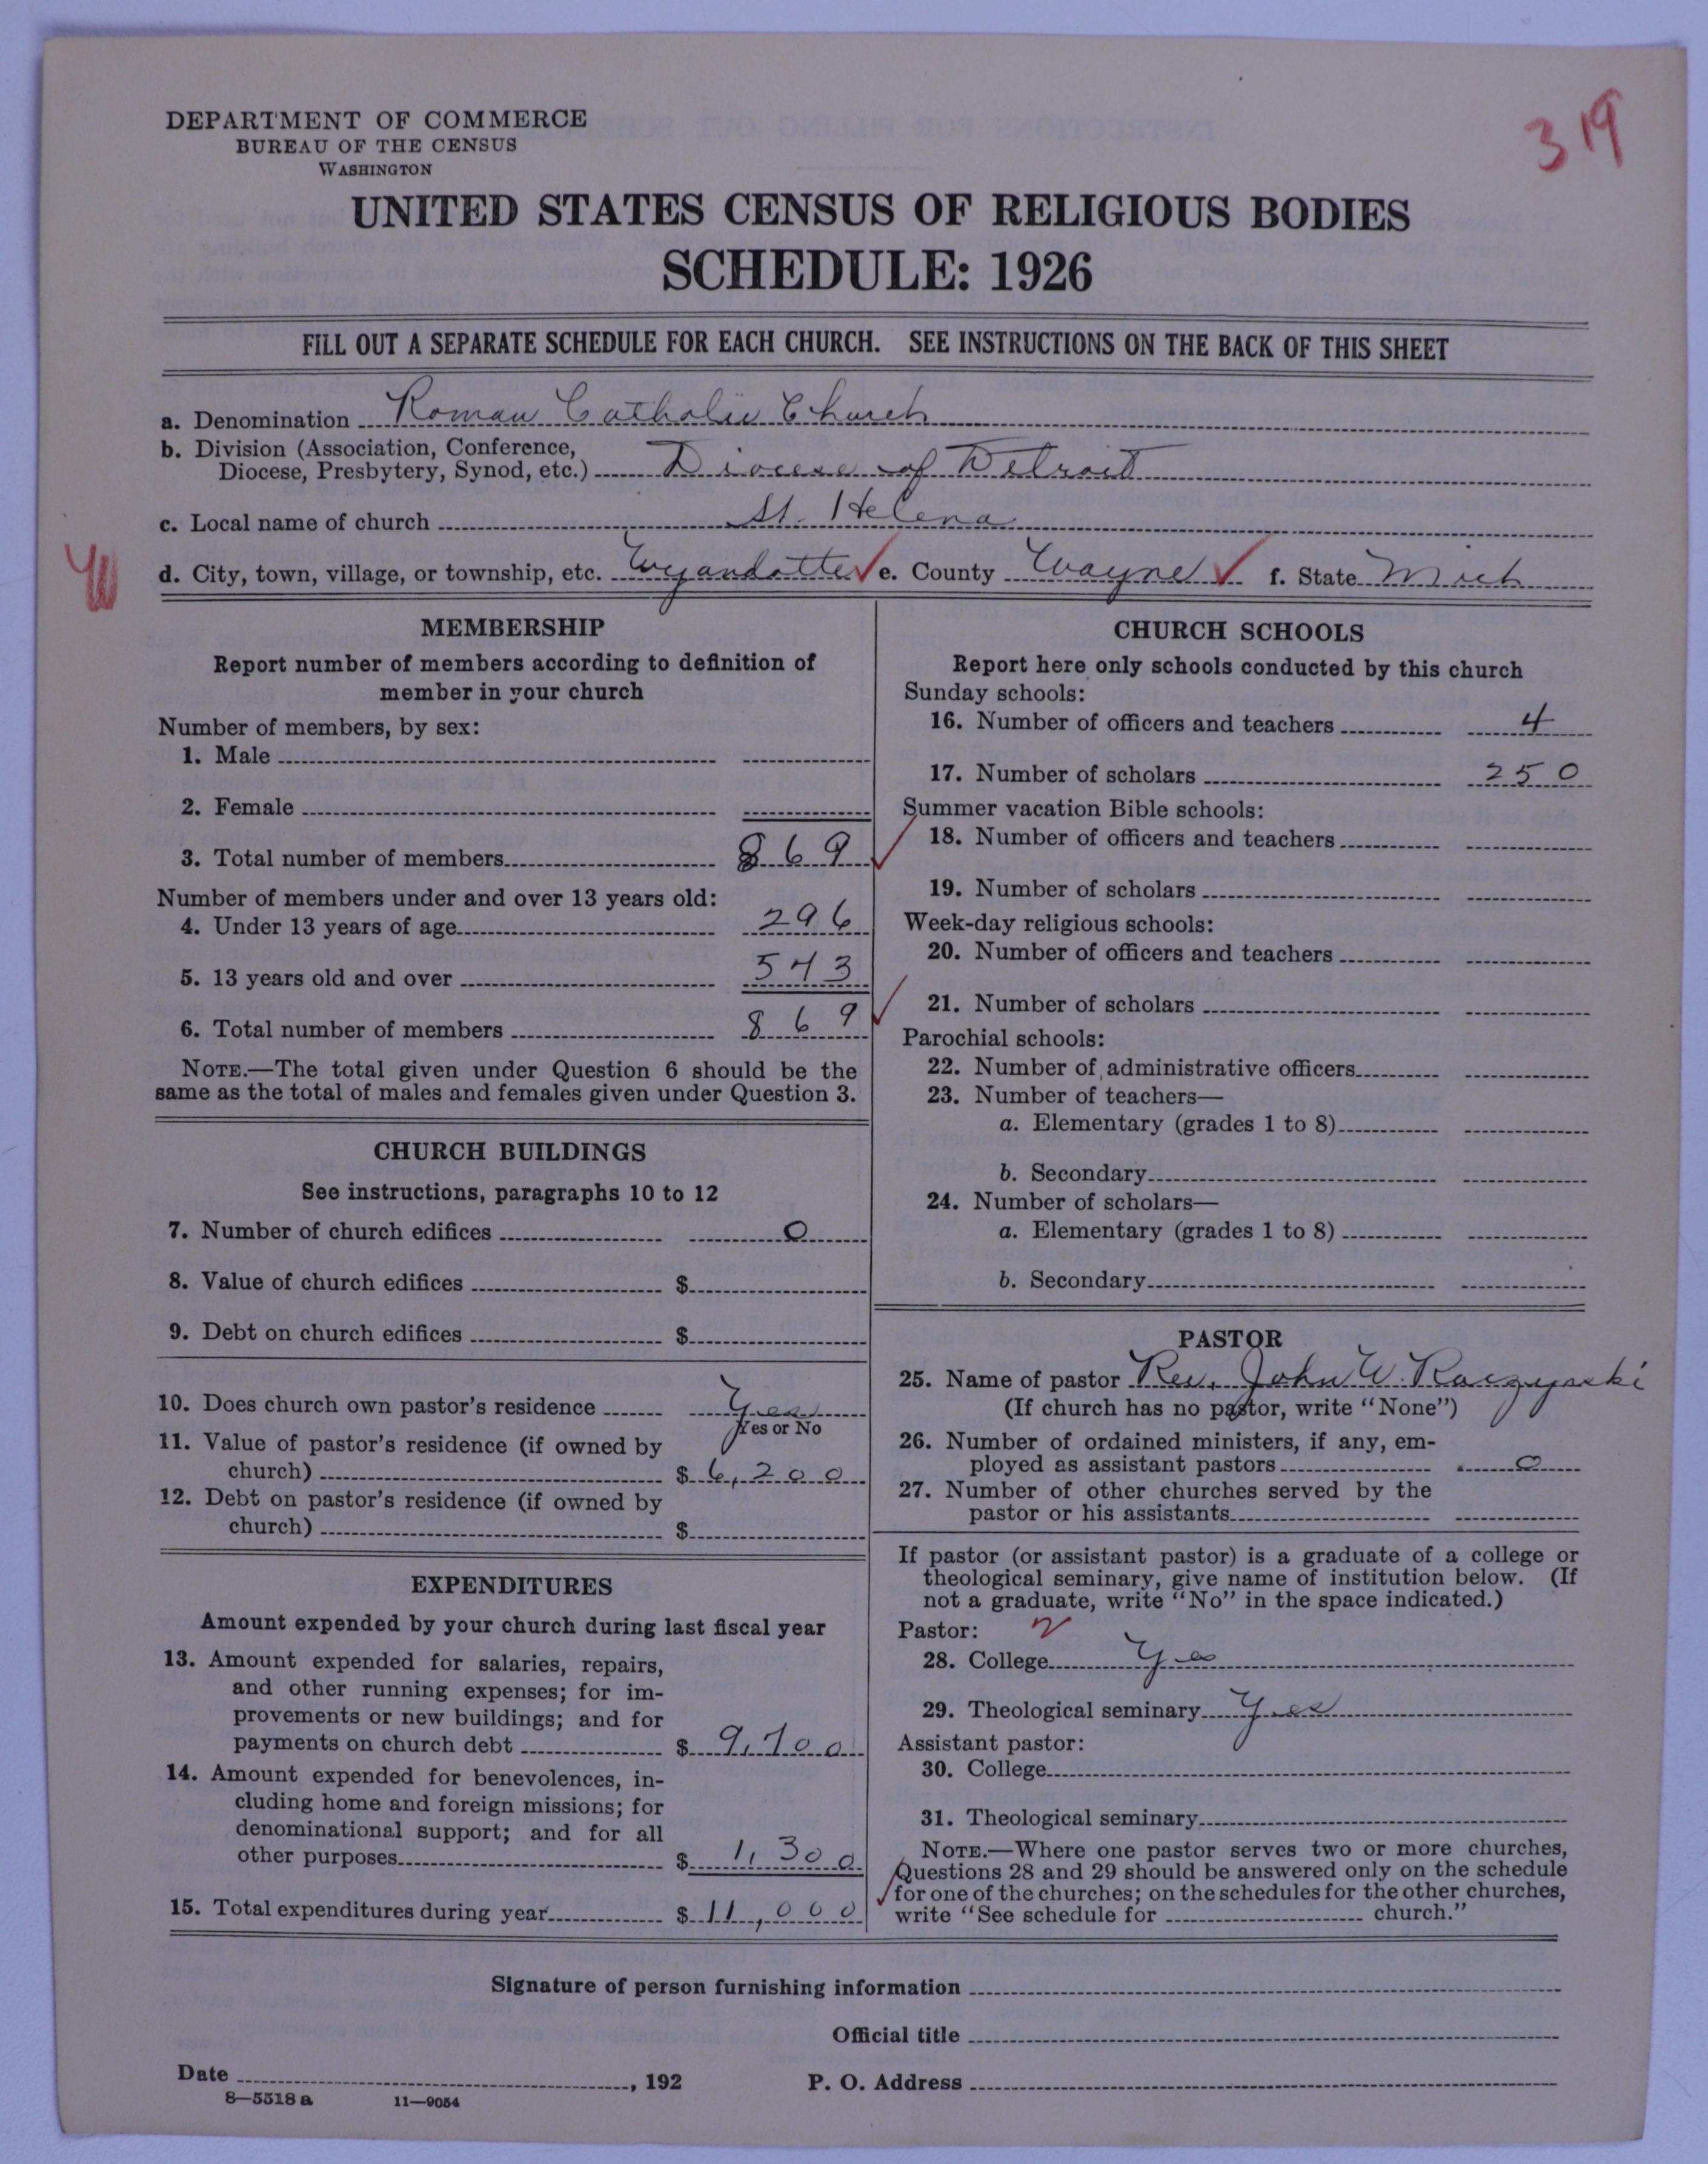 319
DEPARTMENT OF COMMERCE
BUREAU OF THE CENSUS
WASHINGTON
UNITED STATES CENSUS OF RELIGIOUS BODIES
SCHEDULE: 1926
FILL OUT A SEPARATE SCHEDULE FOR EACH CHURCH. SEE INSTRUCTIONS ON THE BACK OF THIS SHEET
a. Denomination Roman Catholic Church
b. Division (Association, Conference,
Diocese, Presbytery, Synod, etc.) Diocese of Detroit
c. Local name of church St. Helena
d. City, town, village, or township, etc. Wyandotte e. County Wayne f. State Mich
MEMBERSHIP
Report number of members according to definition of
member in your church
Number of members, by sex:
1. Male
2. Female
3. Total number of members 869
Number of members under and over 13 years old:
4. Under 13 years of age 296
5. 13 years old and over 573
6. Total number of members 869
NOTE.—The total given under Question 6 should be the
same as the total of males and females given under Question 3.
CHURCH BUILDINGS
See instructions, paragraphs 10 to 12
7. Number of church edifices 0
8. Value of church edifices $
9. Debt on church edifices $
10. Does church own pastor's residence Yes
Yes or No
11. Value of pastor's residence (if owned by
church) $ 6,200
12. Debt on pastor's residence (if owned by
church) $
EXPENDITURES
Amount expended by your church during last fiscal year
13. Amount expended for salaries, repairs,
and other running expenses; for im-
provements or new buildings; and for
payments on church debt $ 9,700
14. Amount expended for benevolences, in-
cluding home and foreign missions; for
denominational support; and for all
other purposes $ 1,300
15. Total expenditures during year $ 11,000
CHURCH SCHOOLS
Report here only schools conducted by this church
Sunday schools:
16. Number of officers and teachers 4
17. Number of scholars 250
Summer vacation Bible schools:
18. Number of officers and teachers
19. Number of scholars
Week-day religious schools:
20. Number of officers and teachers
21. Number of scholars
Parochial schools:
22. Number of administrative officers
23. Number of teachers—
a. Elementary (grades 1 to 8)
b. Secondary
24. Number of scholars—
a. Elementary (grades 1 to 8)
b. Secondary
PASTOR
25. Name of pastor Rev. John W. Raczynski
(If church has no pastor, write "None")
26. Number of ordained ministers, if any, em-
ployed as assistant pastors 0
27. Number of other churches served by the
pastor or his assistants
If pastor (or assistant pastor) is a graduate of a college or
theological seminary, give name of institution below. (If
not a graduate, write "No" in the space indicated.)
Pastor: 2
28. College Yes
29. Theological seminary Yes
Assistant pastor:
30. College
31. Theological seminary
NOTE.—Where one pastor serves two or more churches,
Questions 28 and 29 should be answered only on the schedule
for one of the churches; on the schedules for the other churches,
write "See schedule for church."
Signature of person furnishing information
Official title
Date , 192 P. O. Address
8—5518 a 11—9054